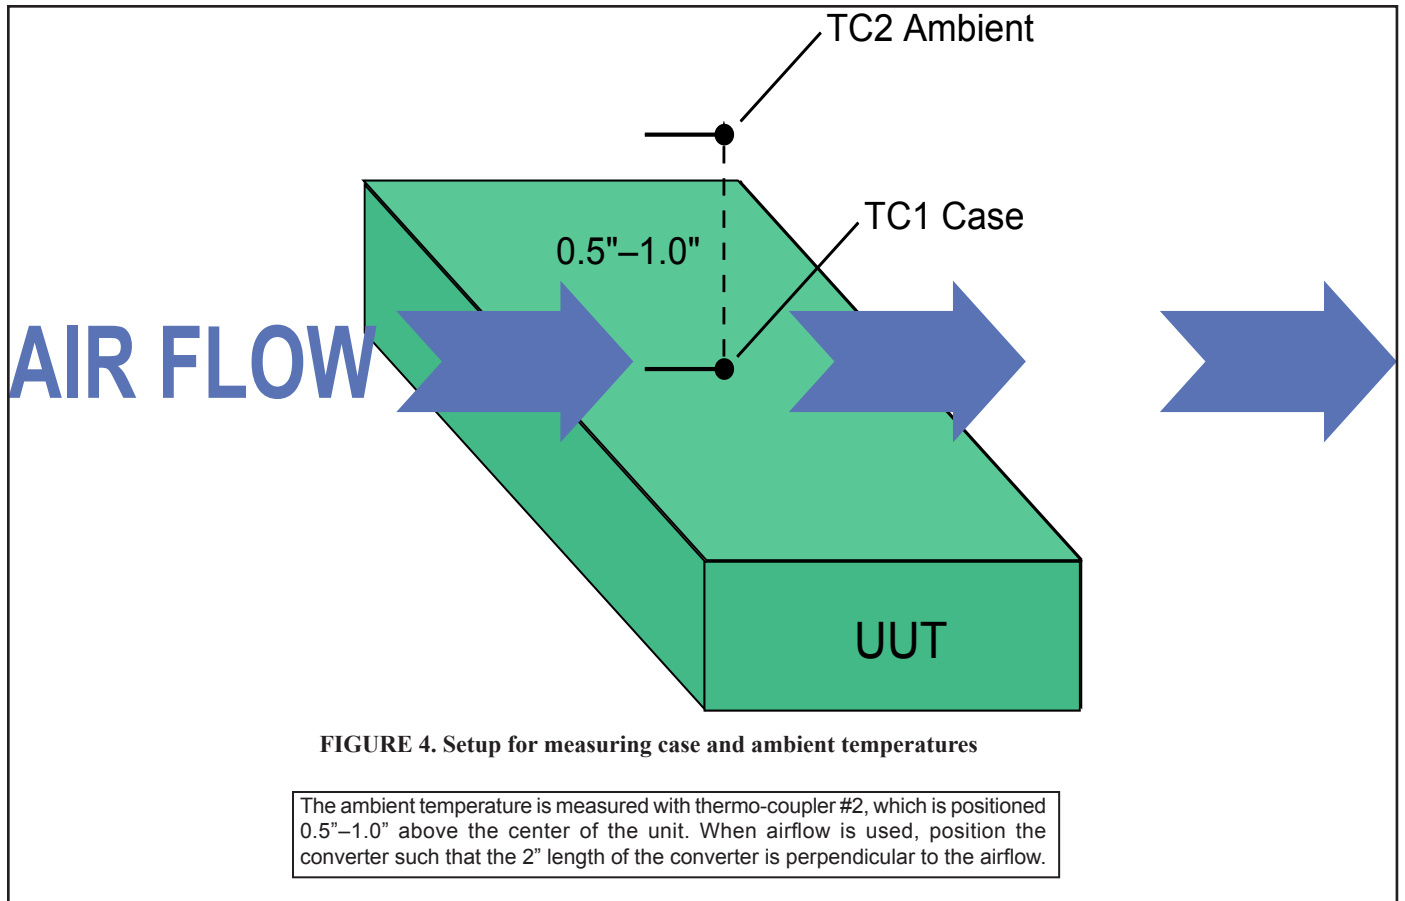 TC2 Ambient
TC1 Case
0.5"–1.0"
AIR FLOW
UUT
FIGURE 4. Setup for measuring case and ambient temperatures
The ambient temperature is measured with thermo-coupler #2, which is positioned
0.5”–1.0” above the center of the unit. When airflow is used, position the
converter such that the 2” length of the converter is perpendicular to the airflow.